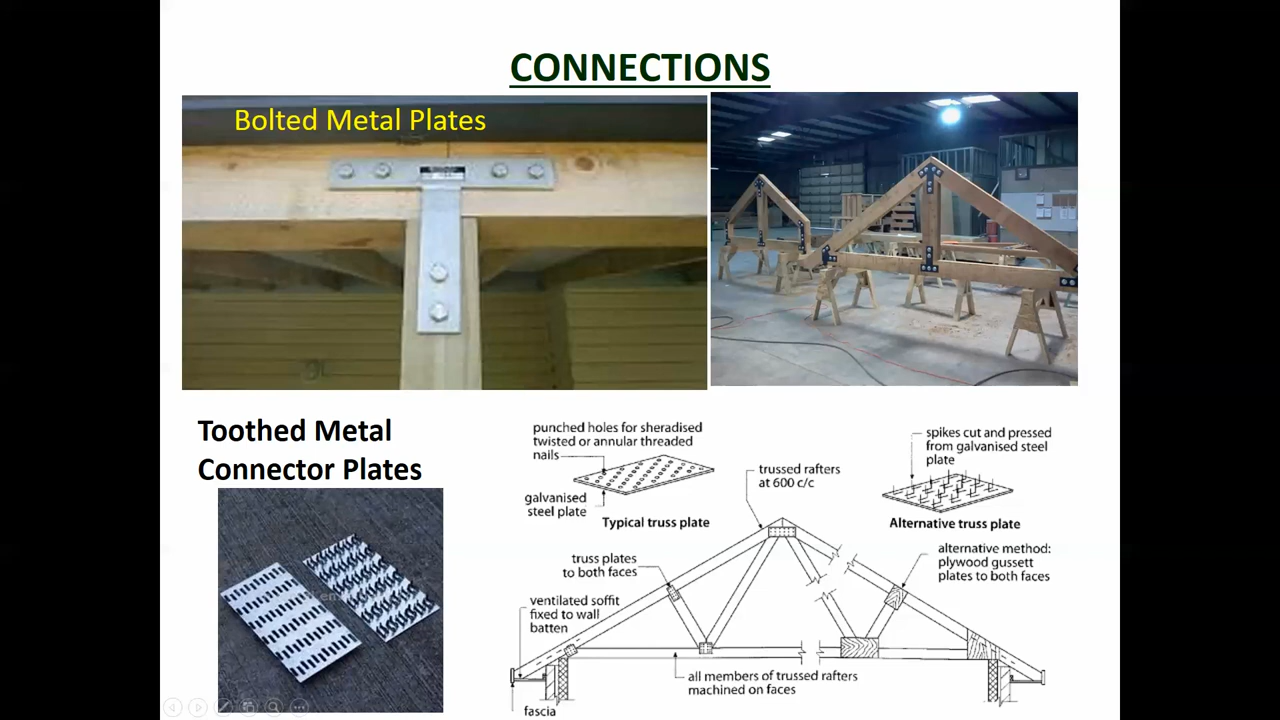 CONNECTIONS
Bolted Metal Plates
Toothed Metal
Connector Plates
punched holes for sheradised
twisted or annular threaded
nails
galvanised
steel plate
Typical truss plate
trussed rafters
at 600 c/c
spikes cut and pressed
from galvanised steel
plate
Alternative truss plate
truss plates
to both faces
alternative method:
plywood gussett
plates to both faces
ventilated soffit
fixed to wall
batten
all members of trussed rafters
machined on faces
fascia